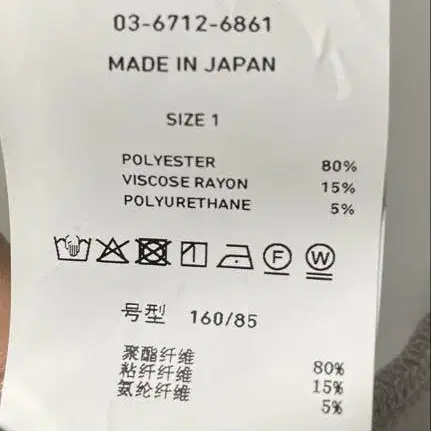 03-6712-6861
MADE IN JAPAN
SIZE 1
POLYESTER 80%
VISCOSE RAYON 15%
POLYURETHANE 5%
F W
号型 160/85
聚酯纤维 80%
粘纤纤维 15%
氨纶纤维 5%